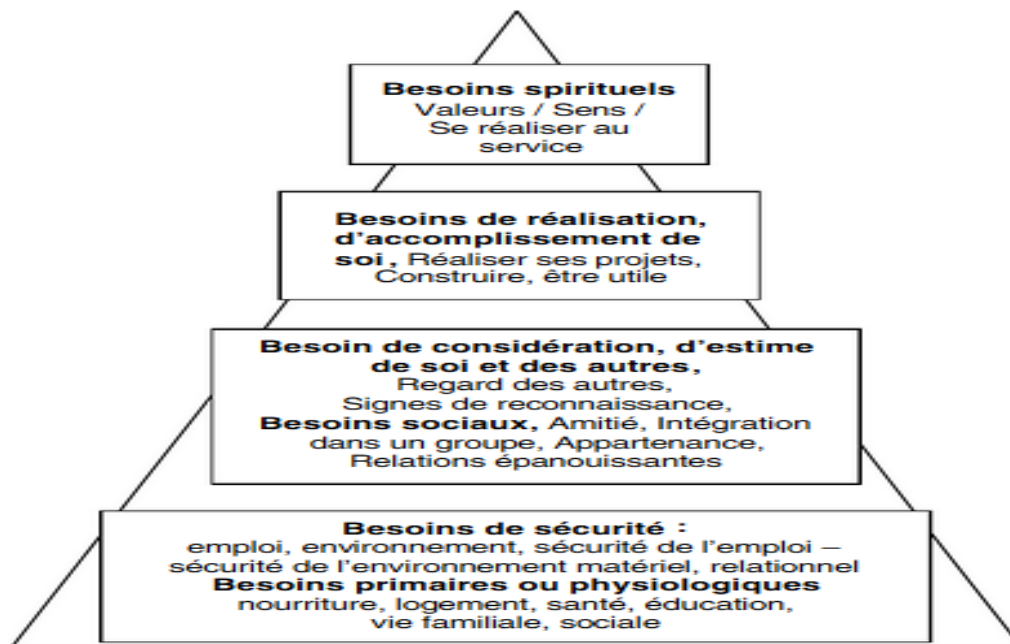 Besoins spirituels
Valeurs / Sens /
Se réaliser au
service
Besoins de réalisation,
d'accomplissement de
soi, Réaliser ses projets,
Construire, être utile
Besoin de considération, d'estime
de soi et des autres,
Regard des autres,
Signes de reconnaissance,
Besoins sociaux, Amitié, Intégration
dans un groupe, Appartenance,
Relations épanouissantes
Besoins de sécurité :
emploi, environnement, sécurité de l'emploi –
sécurité de l'environnement matériel, relationnel
Besoins primaires ou physiologiques
nourriture, logement, santé, éducation,
vie familiale, sociale